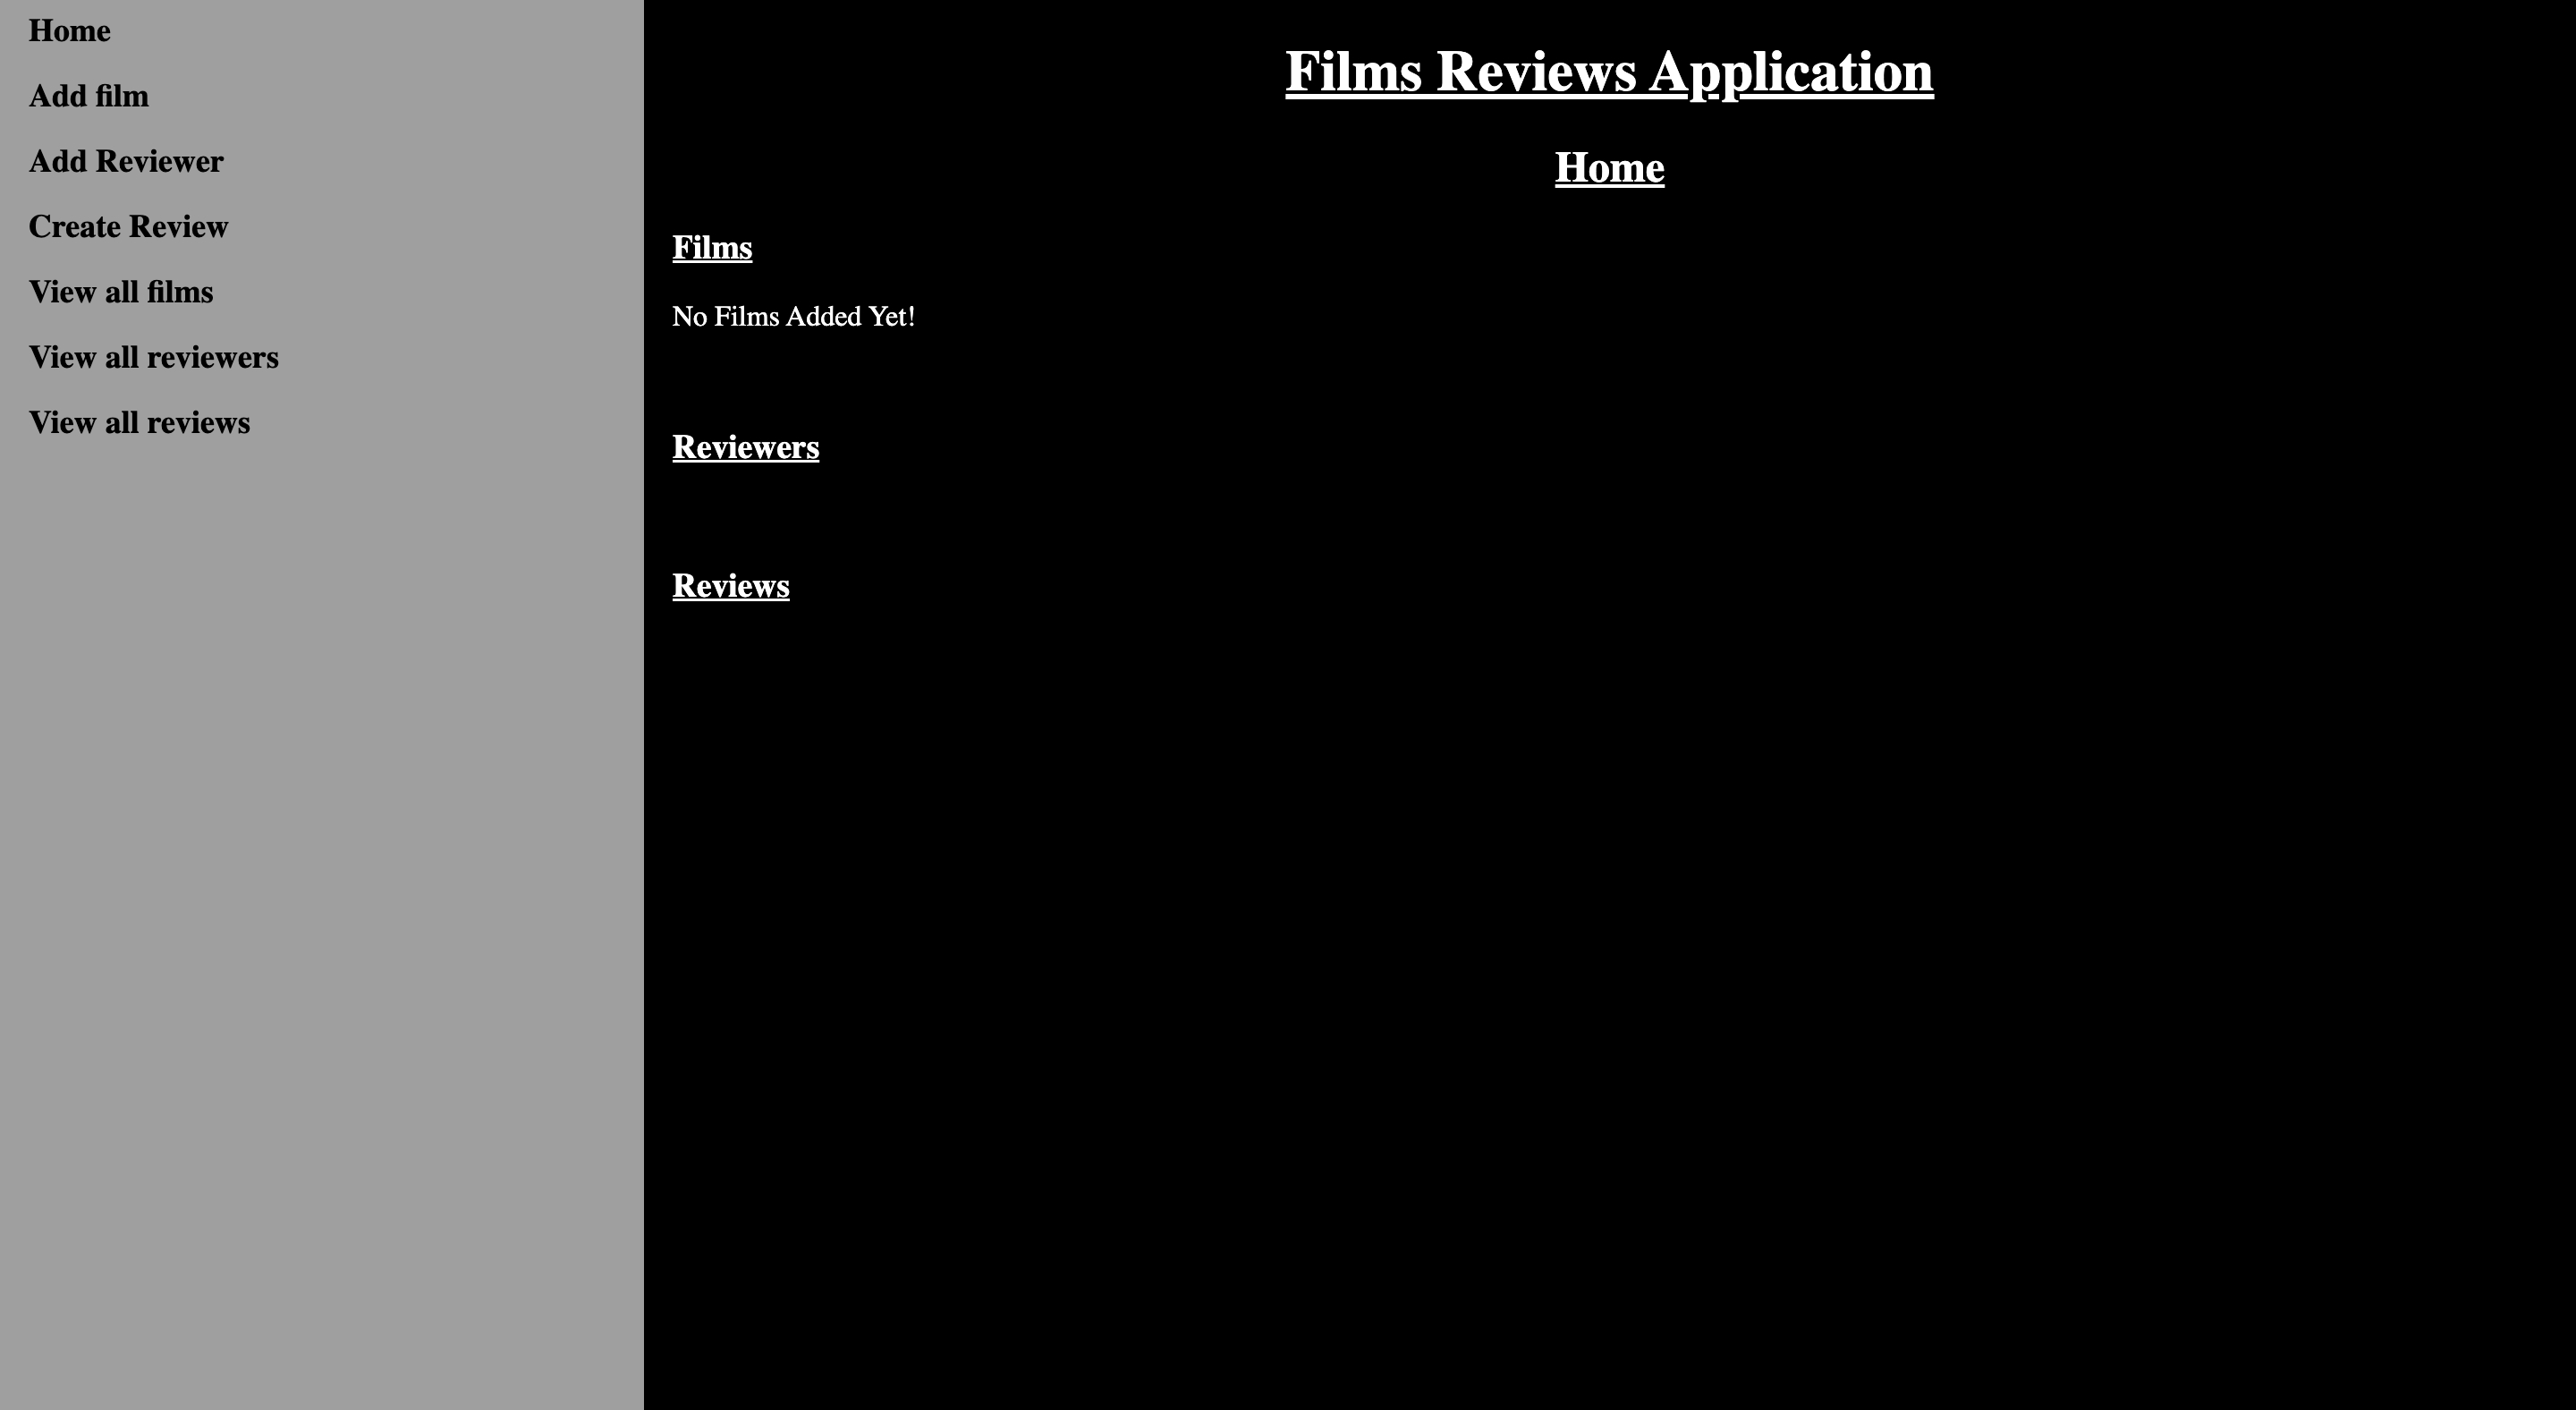 Home
Add film
Add Reviewer
Create Review
View all films
View all reviewers
View all reviews
Films Reviews Application
Home
Films
No Films Added Yet!
Reviewers
Reviews